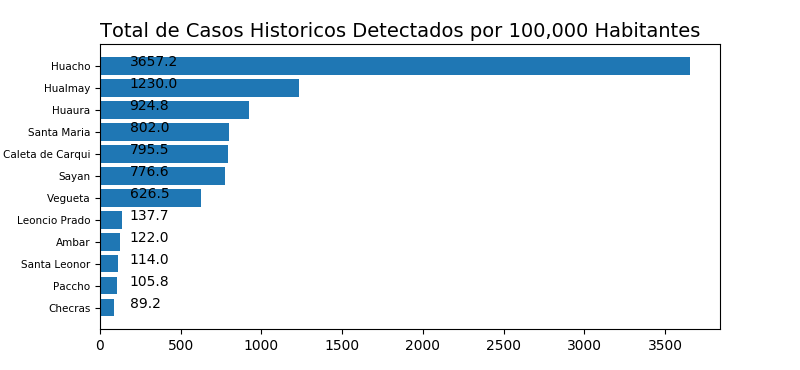 Total de Casos Historicos Detectados por 100,000 Habitantes
Huacho 3657.2
Hualmay 1230.0
Huaura 924.8
Santa Maria 802.0
Caleta de Carqui 795.5
Sayan 776.6
Vegueta 626.5
Leoncio Prado 137.7
Ambar 122.0
Santa Leonor 114.0
Paccho 105.8
Checras 89.2
0 500 1000 1500 2000 2500 3000 3500